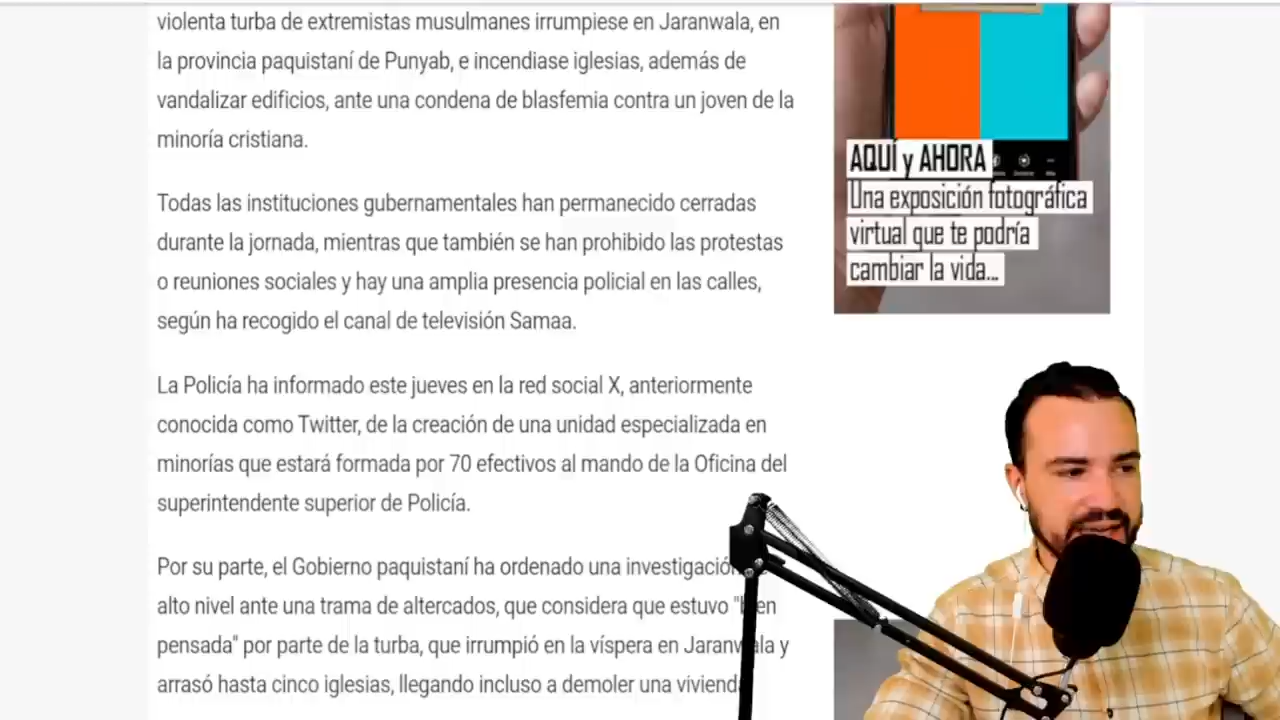 violenta turba de extremistas musulmanes irrumpiese en Jaranwala, en
la provincia paquistaní de Punyab, e incendiase iglesias, además de
vandalizar edificios, ante una condena de blasfemia contra un joven de la
minoría cristiana.
Todas las instituciones gubernamentales han permanecido cerradas
durante la jornada, mientras que también se han prohibido las protestas
o reuniones sociales y hay una amplia presencia policial en las calles,
según ha recogido el canal de televisión Samaa.
La Policía ha informado este jueves en la red social X, anteriormente
conocida como Twitter, de la creación de una unidad especializada en
minorías que estará formada por 70 efectivos al mando de la Oficina del
superintendente superior de Policía.
Por su parte, el Gobierno paquistaní ha ordenado una investigación
alto nivel ante una trama de altercados, que considera que estuvo
pensada" por parte de la turba, que irrumpió en la víspera en Jaranwala y
arrasó hasta cinco iglesias, llegando incluso a demoler una
AQUÍ y AHORA
Una exposición fotográfica
virtual que te podría
cambiar la vida...